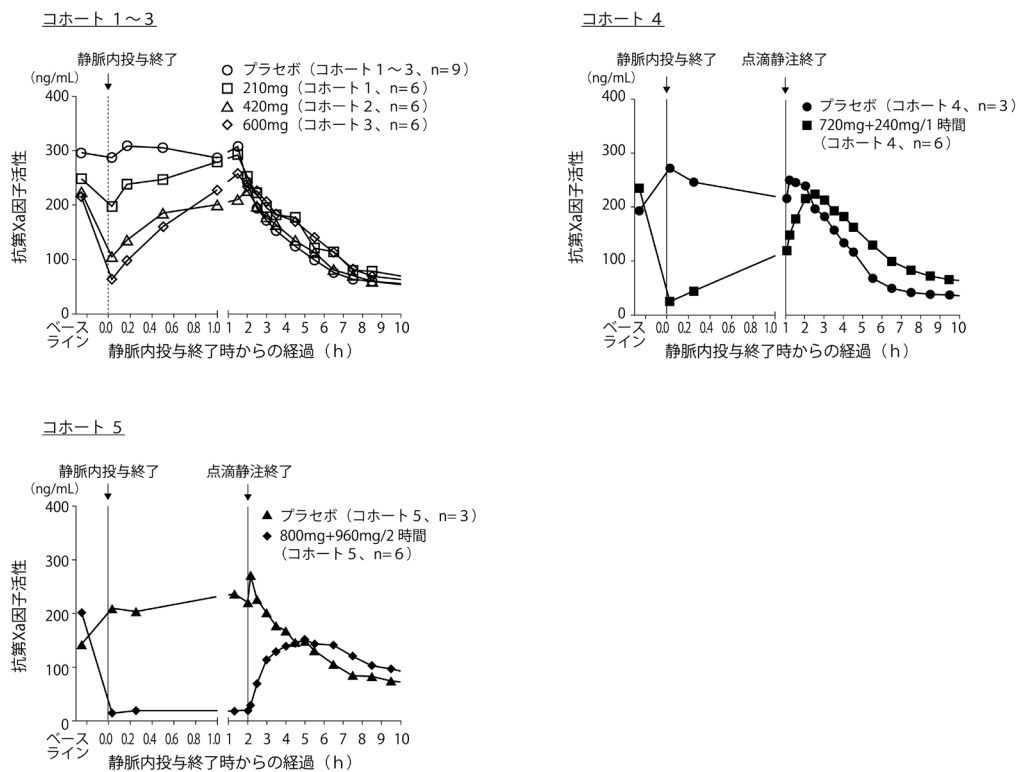 コホート 1～3
静脈内投与終了
(ng/mL)
プラセボ（コホート1～3、n=9）
210mg（コホート1、n=6）
420mg（コホート2、n=6）
600mg（コホート3、n=6）
抗第Xa因子活性
400
300
200
100
0
ベースライン
0.0 0.2 0.4 0.6 0.8 1.0 1 2 3 4 5 6 7 8 9 10
静脈内投与終了時からの経過（h）
コホート 4
静脈内投与終了 点滴静注終了
(ng/mL)
プラセボ（コホート4、n=3）
720mg+240mg/1時間
（コホート4、n=6）
抗第Xa因子活性
400
300
200
100
0
ベースライン
0.0 0.2 0.4 0.6 0.8 1.0 1 2 3 4 5 6 7 8 9 10
静脈内投与終了時からの経過（h）
コホート 5
静脈内投与終了 点滴静注終了
(ng/mL)
プラセボ（コホート5、n=3）
800mg+960mg/2時間
（コホート5、n=6）
抗第Xa因子活性
400
300
200
100
0
ベースライン
0.0 0.2 0.4 0.6 0.8 1.0 1 2 3 4 5 6 7 8 9 10
静脈内投与終了時からの経過（h）